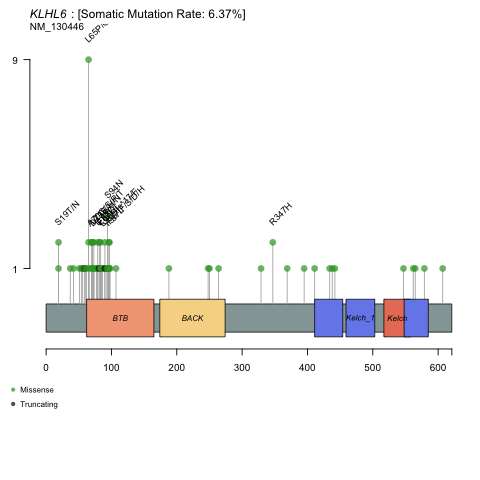 KLHL6 : [Somatic Mutation Rate: 6.37%]
NM_130446
9
1
S19T/N
S94N
R347H
BTB
BACK
Kelch_1
Kelch
0
100
200
300
400
500
600
Missense
Truncating